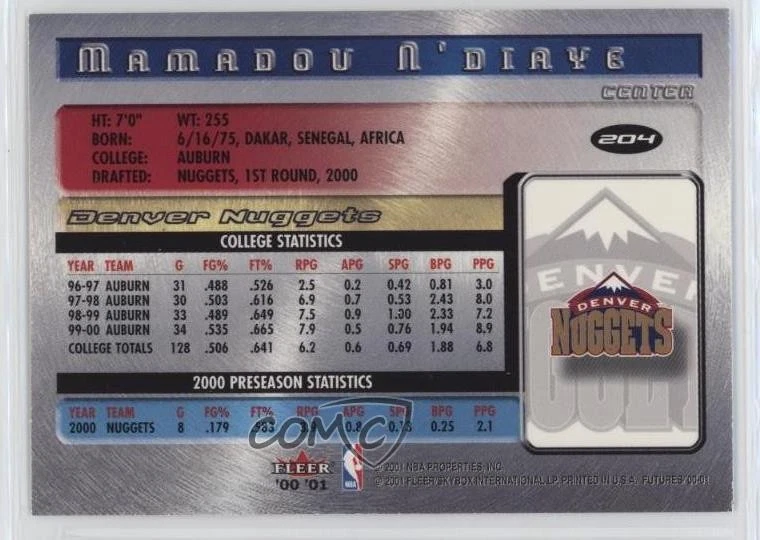 MAMADOU N'DIAYE
CENTER
HT: 7'0" WT: 255
BORN: 6/16/75, DAKAR, SENEGAL, AFRICA
COLLEGE: AUBURN
DRAFTED: NUGGETS, 1ST ROUND, 2000
204
Denver Nuggets
COLLEGE STATISTICS
YEAR TEAM G FG% FT% RPG APG SPG BPG PPG
96-97 AUBURN 31 .488 .526 2.5 0.2 0.42 0.81 3.0
97-98 AUBURN 30 .503 .616 6.9 0.7 0.53 2.43 8.0
98-99 AUBURN 33 .489 .649 7.5 0.9 1.00 2.33 7.2
99-00 AUBURN 34 .535 .665 7.9 0.5 0.76 1.94 8.9
COLLEGE TOTALS 128 .506 .641 6.2 0.6 0.69 1.88 6.8
2000 PRESEASON STATISTICS
YEAR TEAM G FG% FT% RPG APG SPG BPG PPG
2000 NUGGETS 8 .179 0.8 0.13 0.25 2.1
DENVER
DENVER
NUGGETS
COMC
FLEER
'00 '01
NBA
© 2001 NBA PROPERTIES, INC.
© 2001 FLEER/SKYBOX INTERNATIONAL LP. PRINTED IN U.S.A. FUTURES/00-01